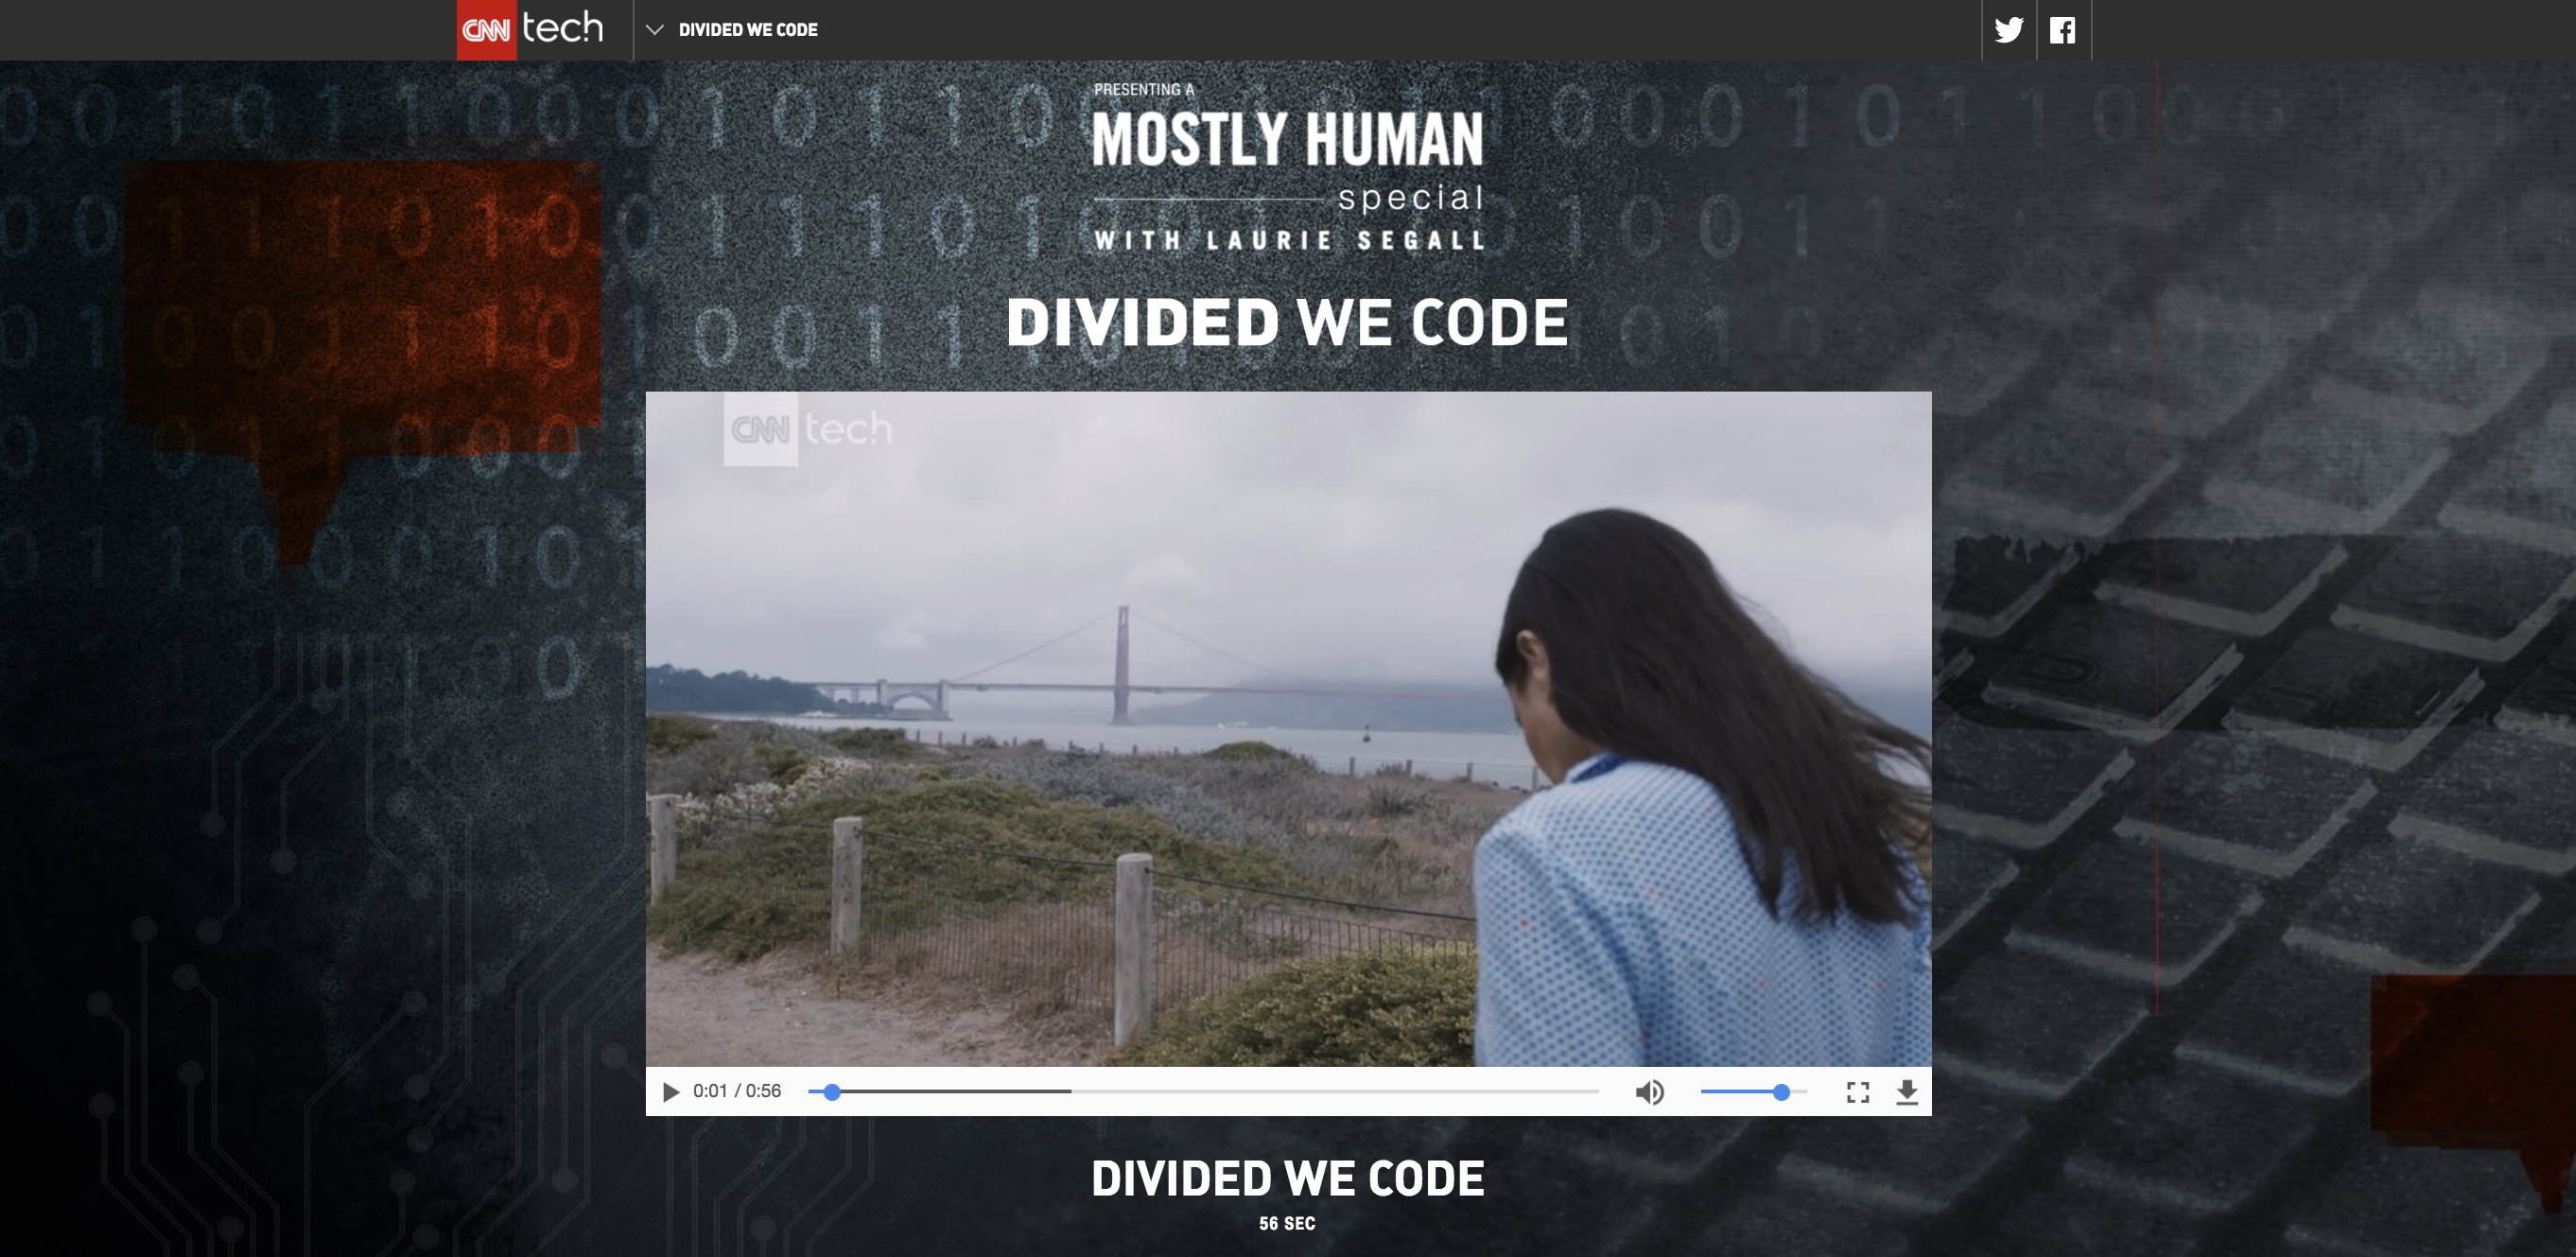 CNN tech
DIVIDED WE CODE
PRESENTING A
MOSTLY HUMAN
special
WITH LAURIE SEGALL
DIVIDED WE CODE
CNN tech
0:01 / 0:56
DIVIDED WE CODE
56 SEC